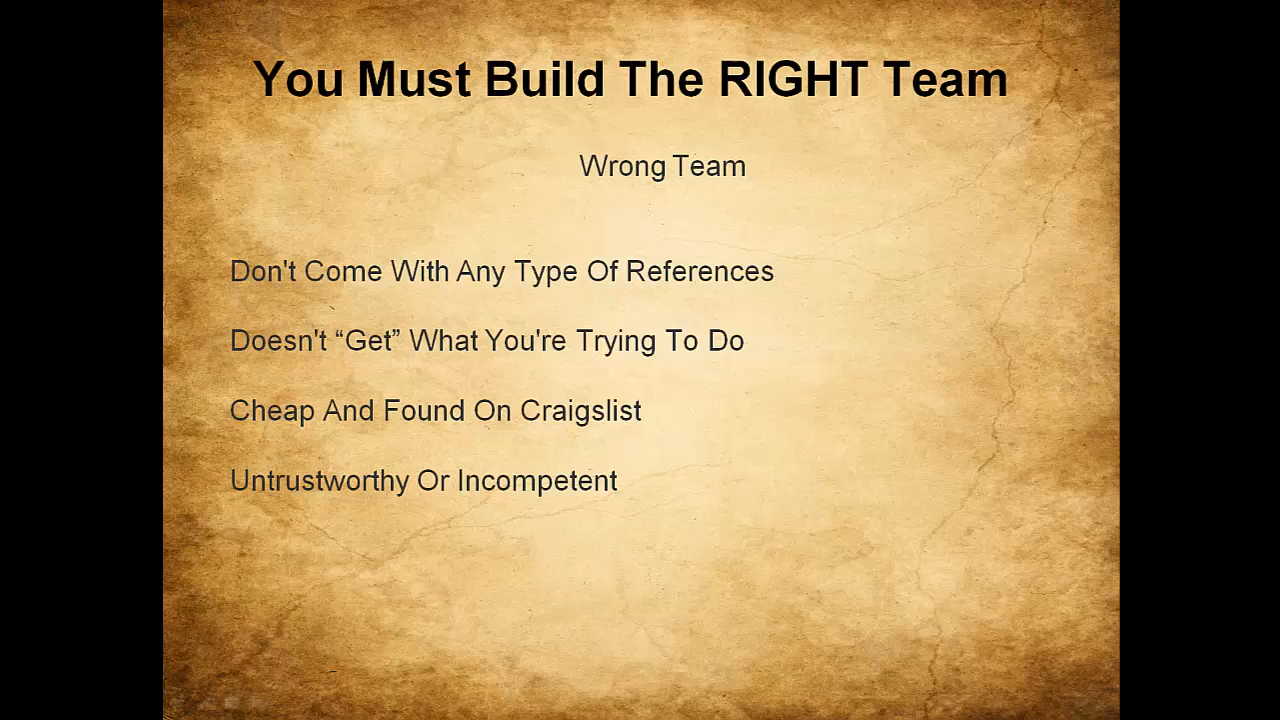 You Must Build The RIGHT Team
Wrong Team
Don't Come With Any Type Of References
Doesn't “Get” What You're Trying To Do
Cheap And Found On Craigslist
Untrustworthy Or Incompetent